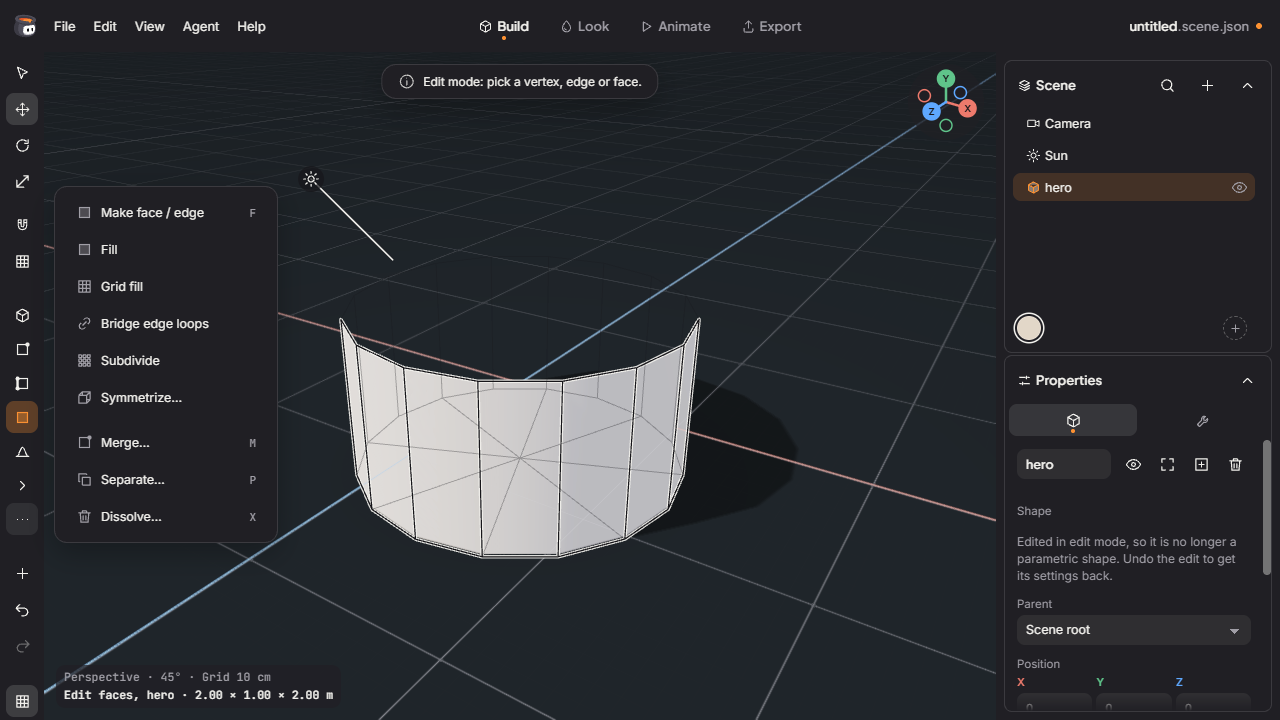 File Edit View Agent Help
Build Look Animate Export
untitled.scene.json
Edit mode: pick a vertex, edge or face.
Y
X
Z
Make face / edge F
Fill
Grid fill
Bridge edge loops
Subdivide
Symmetrize...
Merge... M
Separate... P
Dissolve... X
Perspective · 45° · Grid 10 cm
Edit faces, hero · 2.00 × 1.00 × 2.00 m
Scene
Camera
Sun
hero
Properties
hero
Shape
Edited in edit mode, so it is no longer a
parametric shape. Undo the edit to get
its settings back.
Parent
Scene root
Position
X Y Z
0 0 0